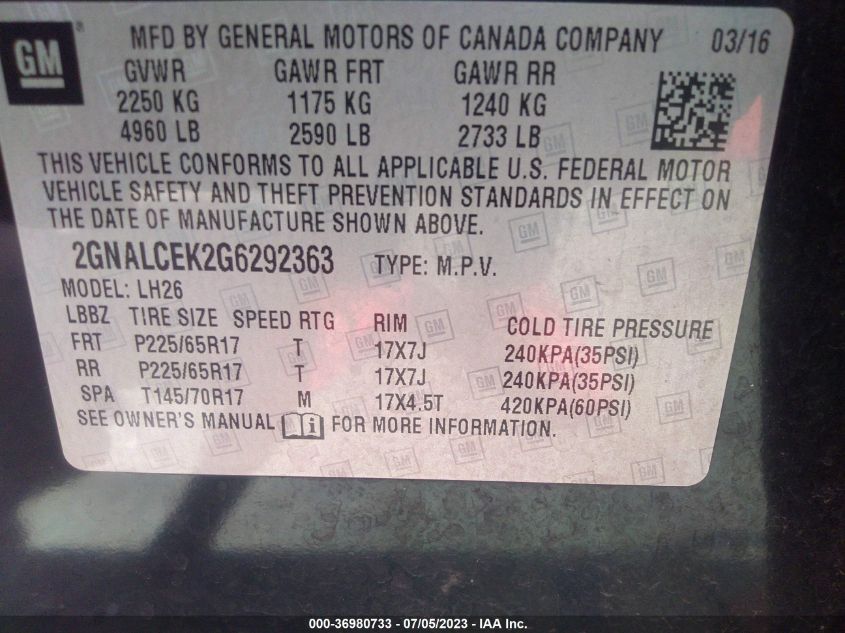 GM
MFD BY GENERAL MOTORS OF CANADA COMPANY 03/16
GVWR GAWR FRT GAWR RR
2250 KG 1175 KG 1240 KG
4960 LB 2590 LB 2733 LB
THIS VEHICLE CONFORMS TO ALL APPLICABLE U.S. FEDERAL MOTOR
VEHICLE SAFETY AND THEFT PREVENTION STANDARDS IN EFFECT ON
THE DATE OF MANUFACTURE SHOWN ABOVE.
2GNALCEK2G6292363 TYPE: M.P.V.
MODEL: LH26
LBBZ TIRE SIZE SPEED RTG RIM COLD TIRE PRESSURE
FRT P225/65R17 T 17X7J 240KPA(35PSI)
RR P225/65R17 T 17X7J 240KPA(35PSI)
SPA T145/70R17 M 17X4.5T 420KPA(60PSI)
SEE OWNER'S MANUAL i FOR MORE INFORMATION.
000-36980733 - 07/05/2023 - IAA Inc.